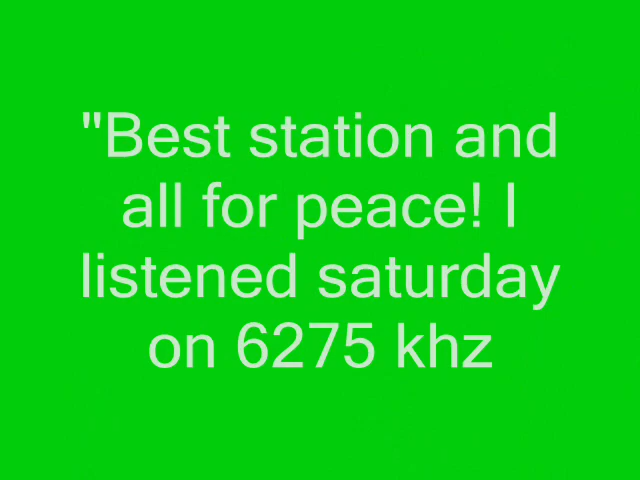 "Best station and
all for peace! I
listened saturday
on 6275 khz